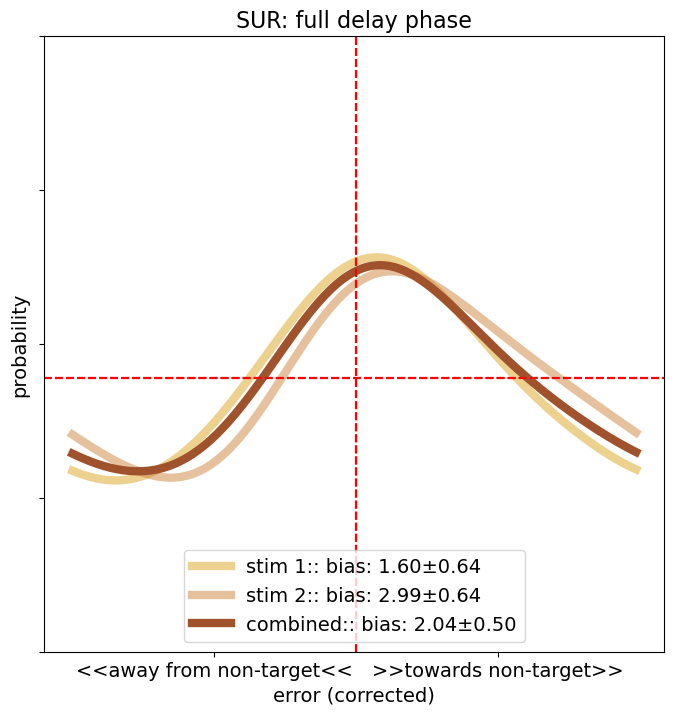 SUR: full delay phase
probability
stim 1:: bias: 1.60±0.64
stim 2:: bias: 2.99±0.64
combined:: bias: 2.04±0.50
<<away from non-target<<   >>towards non-target>>
error (corrected)